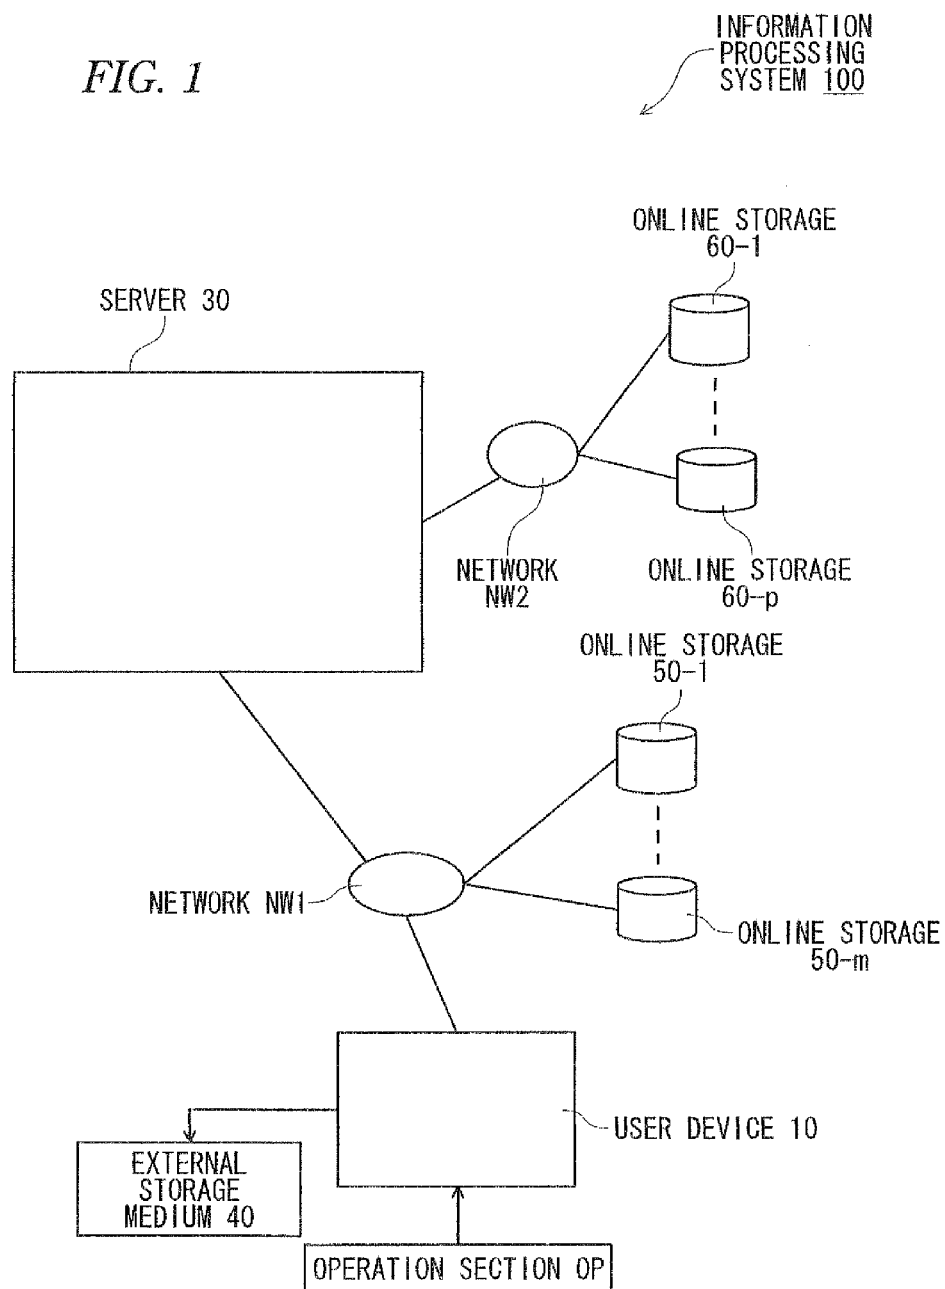 FIG. 1
INFORMATION
PROCESSING
SYSTEM 100
ONLINE STORAGE
60-1
SERVER 30
NETWORK
NW2
ONLINE STORAGE
60-p
ONLINE STORAGE
50-1
NETWORK NW1
ONLINE STORAGE
50-m
USER DEVICE 10
EXTERNAL
STORAGE
MEDIUM 40
OPERATION SECTION OP